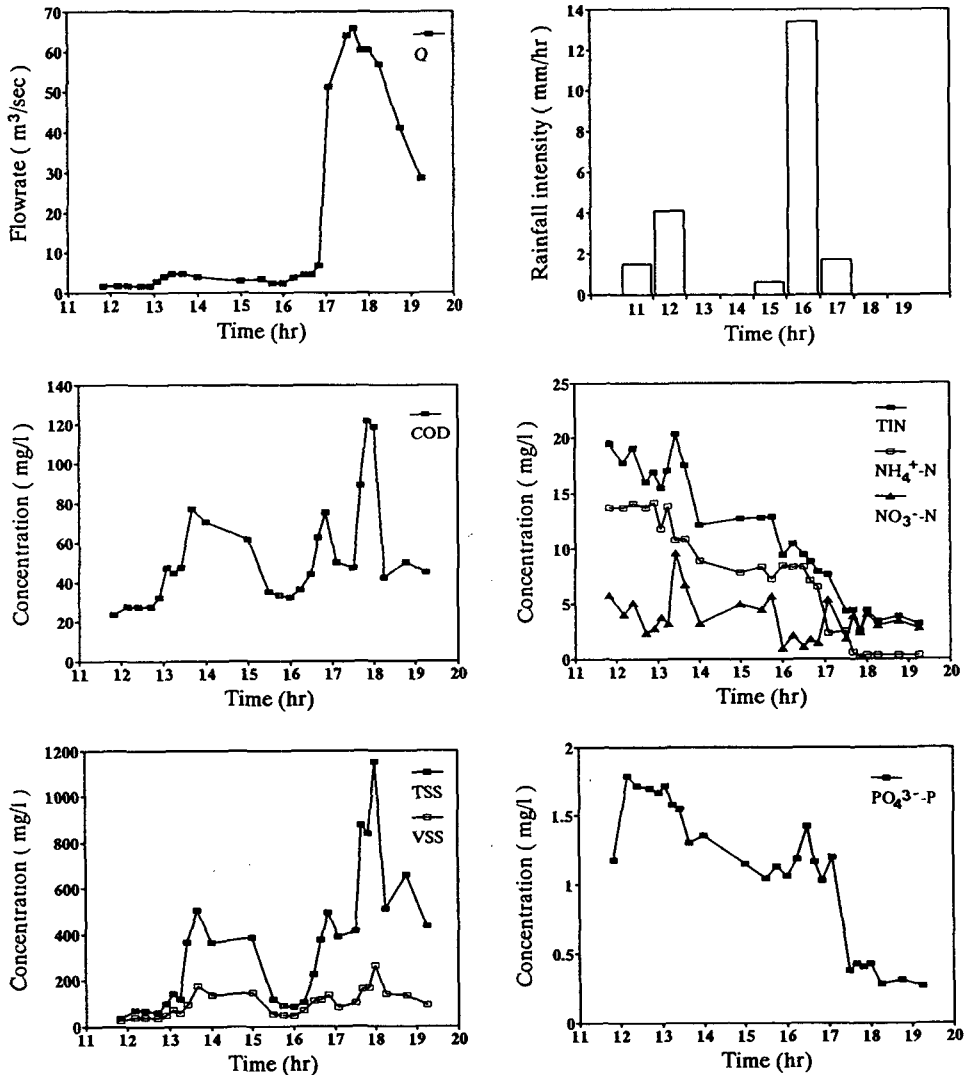 70
60
50
40
30
20
10
0
Flowrate ( m³/sec)
Q
11 12 13 14 15 16 17 18 19 20
Time (hr)
14
12
10
8
6
4
2
0
Rainfall intensity ( mm/hr)
11 12 13 14 15 16 17 18 19
Time (hr)
140
120
100
80
60
40
20
0
Concentration ( mg/l)
COD
11 12 13 14 15 16 17 18 19 20
Time (hr)
25
20
15
10
5
0
Concentration ( mg/l)
TIN
NH₄⁺-N
NO₃⁻-N
11 12 13 14 15 16 17 18 19 20
Time (hr)
1200
1000
800
600
400
200
0
Concentration ( mg/l)
TSS
VSS
11 12 13 14 15 16 17 18 19 20
Time (hr)
2
1.5
1
0.5
0
Concentration ( mg/l)
PO₄³⁻-P
11 12 13 14 15 16 17 18 19 20
Time (hr)